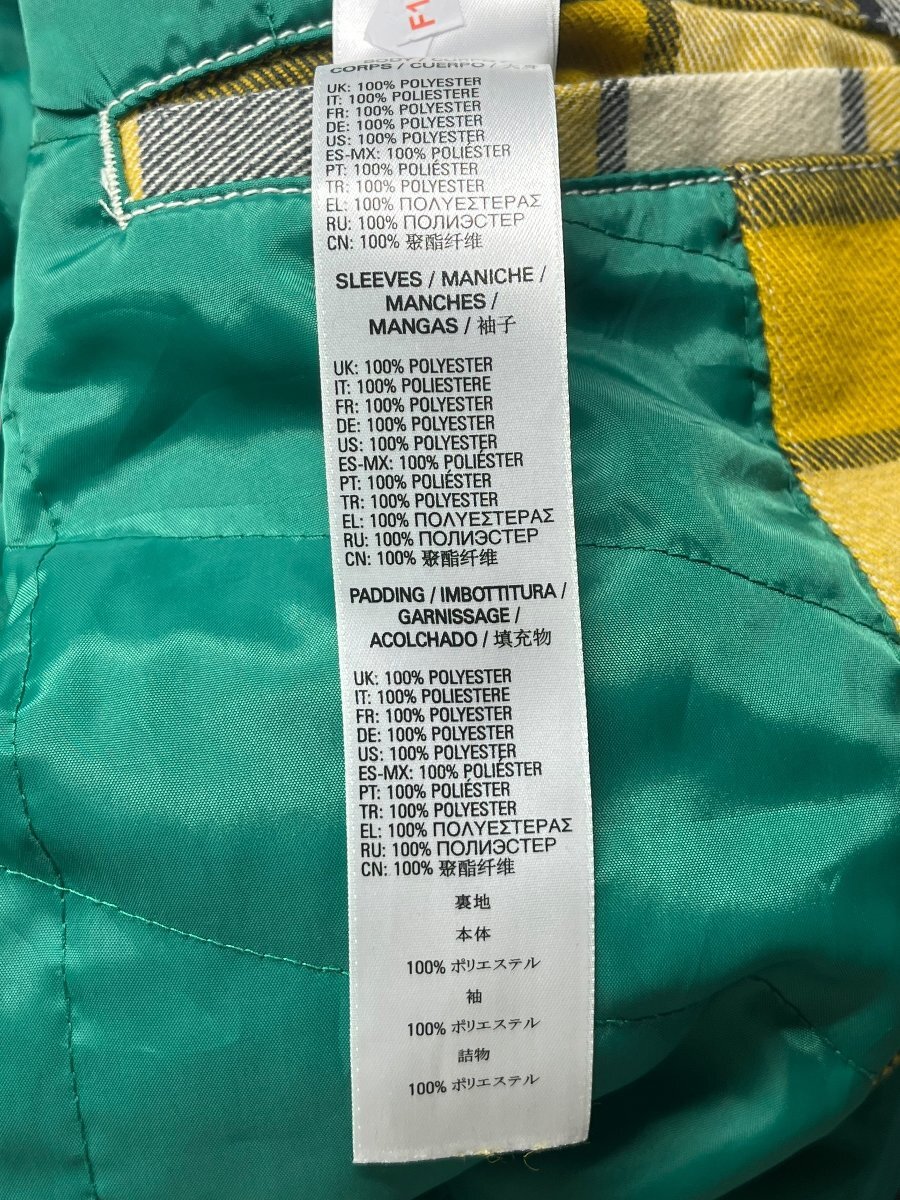 F1
CORPS / CUERPO /
UK: 100% POLYESTER
IT: 100% POLIESTERE
FR: 100% POLYESTER
DE: 100% POLYESTER
US: 100% POLYESTER
ES-MX: 100% POLIÉSTER
PT: 100% POLIÉSTER
TR: 100% POLYESTER
EL: 100% ΠΟΛΥΕΣΤΕΡΑΣ
RU: 100% ПОЛИЭСТЕР
CN: 100% 聚酯纤维
SLEEVES / MANICHE /
MANCHES /
MANGAS / 袖子
UK: 100% POLYESTER
IT: 100% POLIESTERE
FR: 100% POLYESTER
DE: 100% POLYESTER
US: 100% POLYESTER
ES-MX: 100% POLIÉSTER
PT: 100% POLIÉSTER
TR: 100% POLYESTER
EL: 100% ΠΟΛΥΕΣΤΕΡΑΣ
RU: 100% ПОЛИЭСТЕР
CN: 100% 聚酯纤维
PADDING / IMBOTTITURA /
GARNISSAGE /
ACOLCHADO / 填充物
UK: 100% POLYESTER
IT: 100% POLIESTERE
FR: 100% POLYESTER
DE: 100% POLYESTER
US: 100% POLYESTER
ES-MX: 100% POLIÉSTER
PT: 100% POLIÉSTER
TR: 100% POLYESTER
EL: 100% ΠΟΛΥΕΣΤΕΡΑΣ
RU: 100% ПОЛИЭСТЕР
CN: 100% 聚酯纤维
裏地
本体
100% ポリエステル
袖
100% ポリエステル
詰物
100% ポリエステル